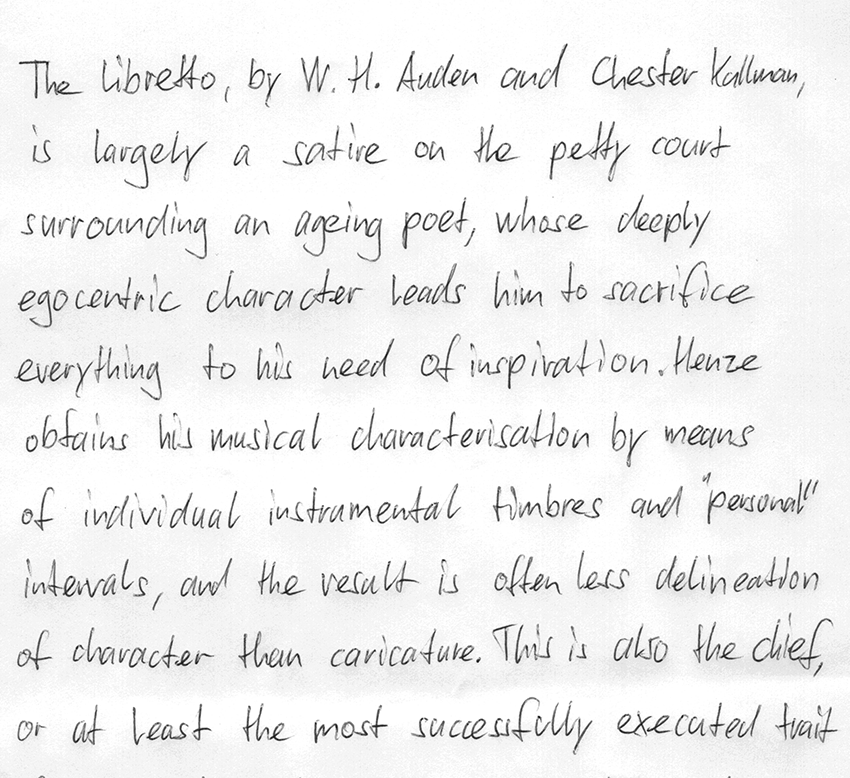 The libretto, by W. H. Auden and Chester Kallman,
is largely a satire on the petty court
surrounding an ageing poet, whose deeply
egocentric character leads him to sacrifice
everything to his need of inspiration. Henze
obtains his musical characterisation by means
of individual instrumental timbres and "personal"
intervals, and the result is often less delineation
of character than caricature. This is also the chief,
or at least the most successfully executed trait